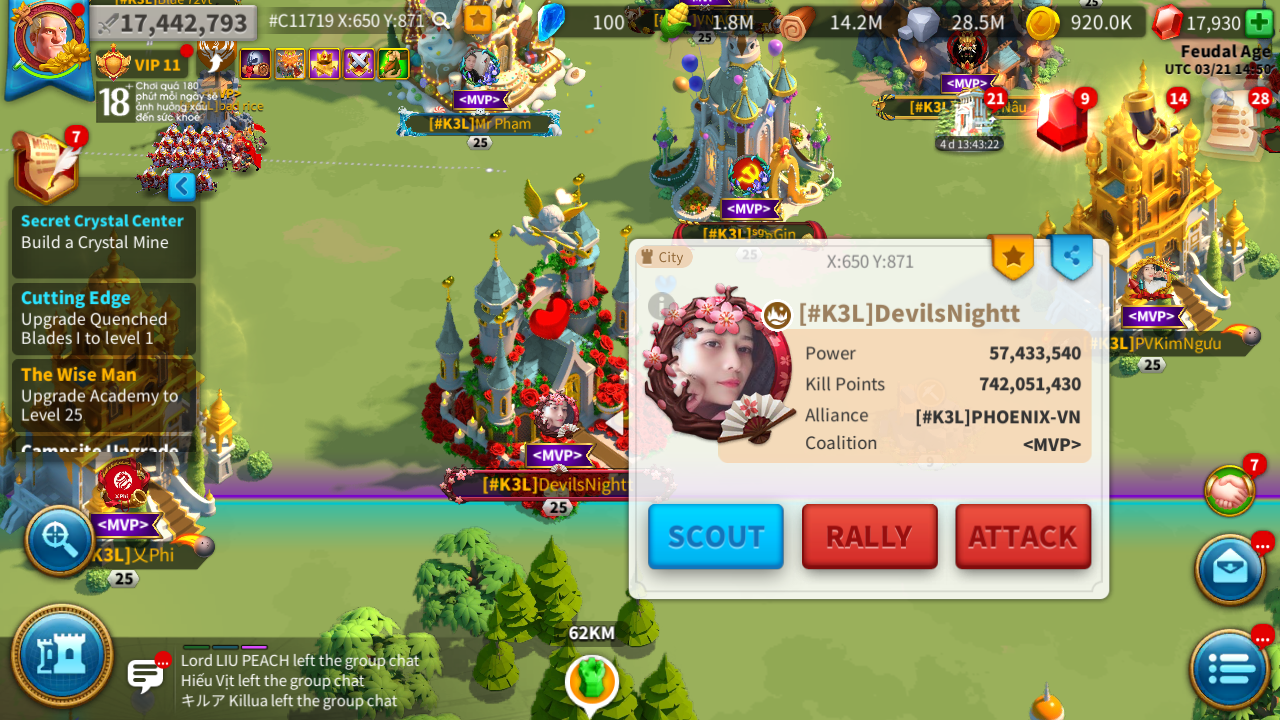 17,442,793
#C11719 X:650 Y:871
100
1.8M
14.2M
28.5M
920.0K
17,930
Feudal Age
UTC 03/21 14:50
VIP 11
18+
Chơi quá 180
phút mỗi ngày sẽ
ảnh hưởng xấu
đến sức khoẻ
<MVP>
[#K3L]Mr Phạm
25
<MVP>
25
<MVP>
[#K3L]
Nâu
21
4 d 13:43:22
9
14
28
7
Secret Crystal Center
Build a Crystal Mine
Cutting Edge
Upgrade Quenched
Blades I to level 1
The Wise Man
Upgrade Academy to
Level 25
Campsite Upgrade
City
X:650 Y:871
[#K3L]DevilsNightt
Power
57,433,540
Kill Points
742,051,430
Alliance
[#K3L]PHOENIX-VN
Coalition
<MVP>
SCOUT
RALLY
ATTACK
<MVP>
K3L]PVKimNgưu
25
<MVP>
[#K3L]DevilsNight
25
X Phi
<MVP>
K3L]乂Phi
25
7
62KM
Lord LIU PEACH left the group chat
Hiếu Vịt left the group chat
キルア Killua left the group chat